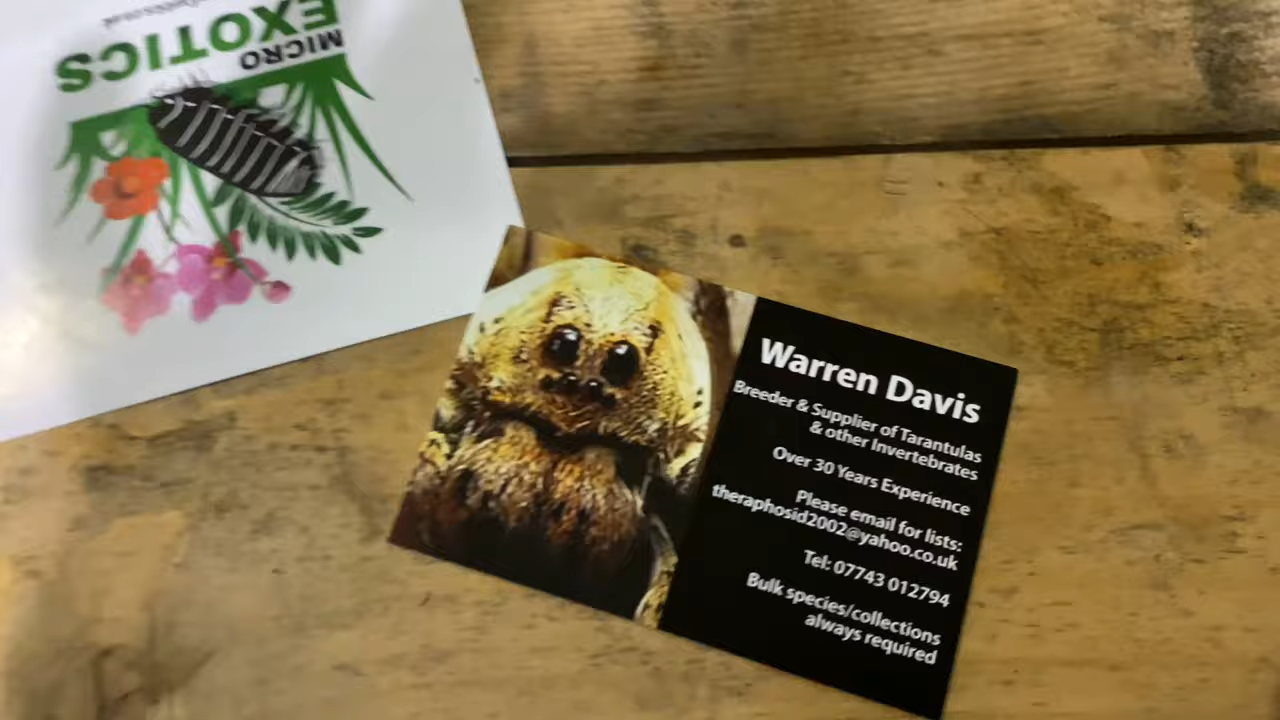 MICRO
EXOTICS
Warren Davis
Breeder & Supplier of Tarantulas
& other Invertebrates
Over 30 Years Experience
Please email for lists:
theraphosid2002@yahoo.co.uk
Tel: 07743 012794
Bulk species/collections
always required